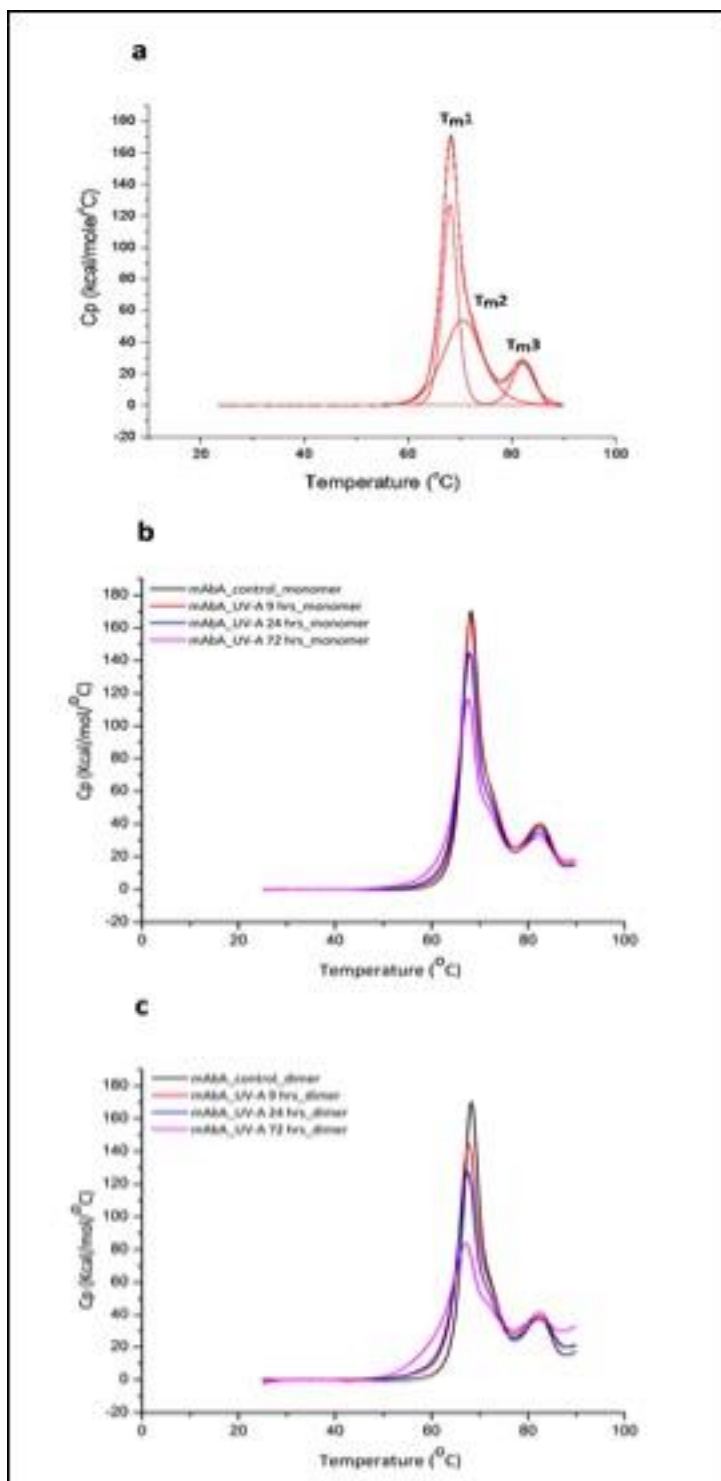 a
180
160
140
120
100
80
60
40
20
0
-20
Cp (kcal/mole/°C)
Tm1
Tm2
Tm3
20
40
60
80
100
Temperature (°C)
b
mAbA_control_monomer
mAbA_UV-A 9 hrs_monomer
mAbA_UV-A 24 hrs_monomer
mAbA_UV-A 72 hrs_monomer
180
160
140
120
100
80
60
40
20
0
-20
Cp (Kcal/mol/°C)
0
20
40
60
80
100
Temperature (°C)
c
mAbA_control_dimer
mAbA_UV-A 9 hrs_dimer
mAbA_UV-A 24 hrs_dimer
mAbA_UV-A 72 hrs_dimer
180
160
140
120
100
80
60
40
20
0
-20
Cp (Kcal/mol/°C)
0
20
40
60
80
100
Temperature (°C)